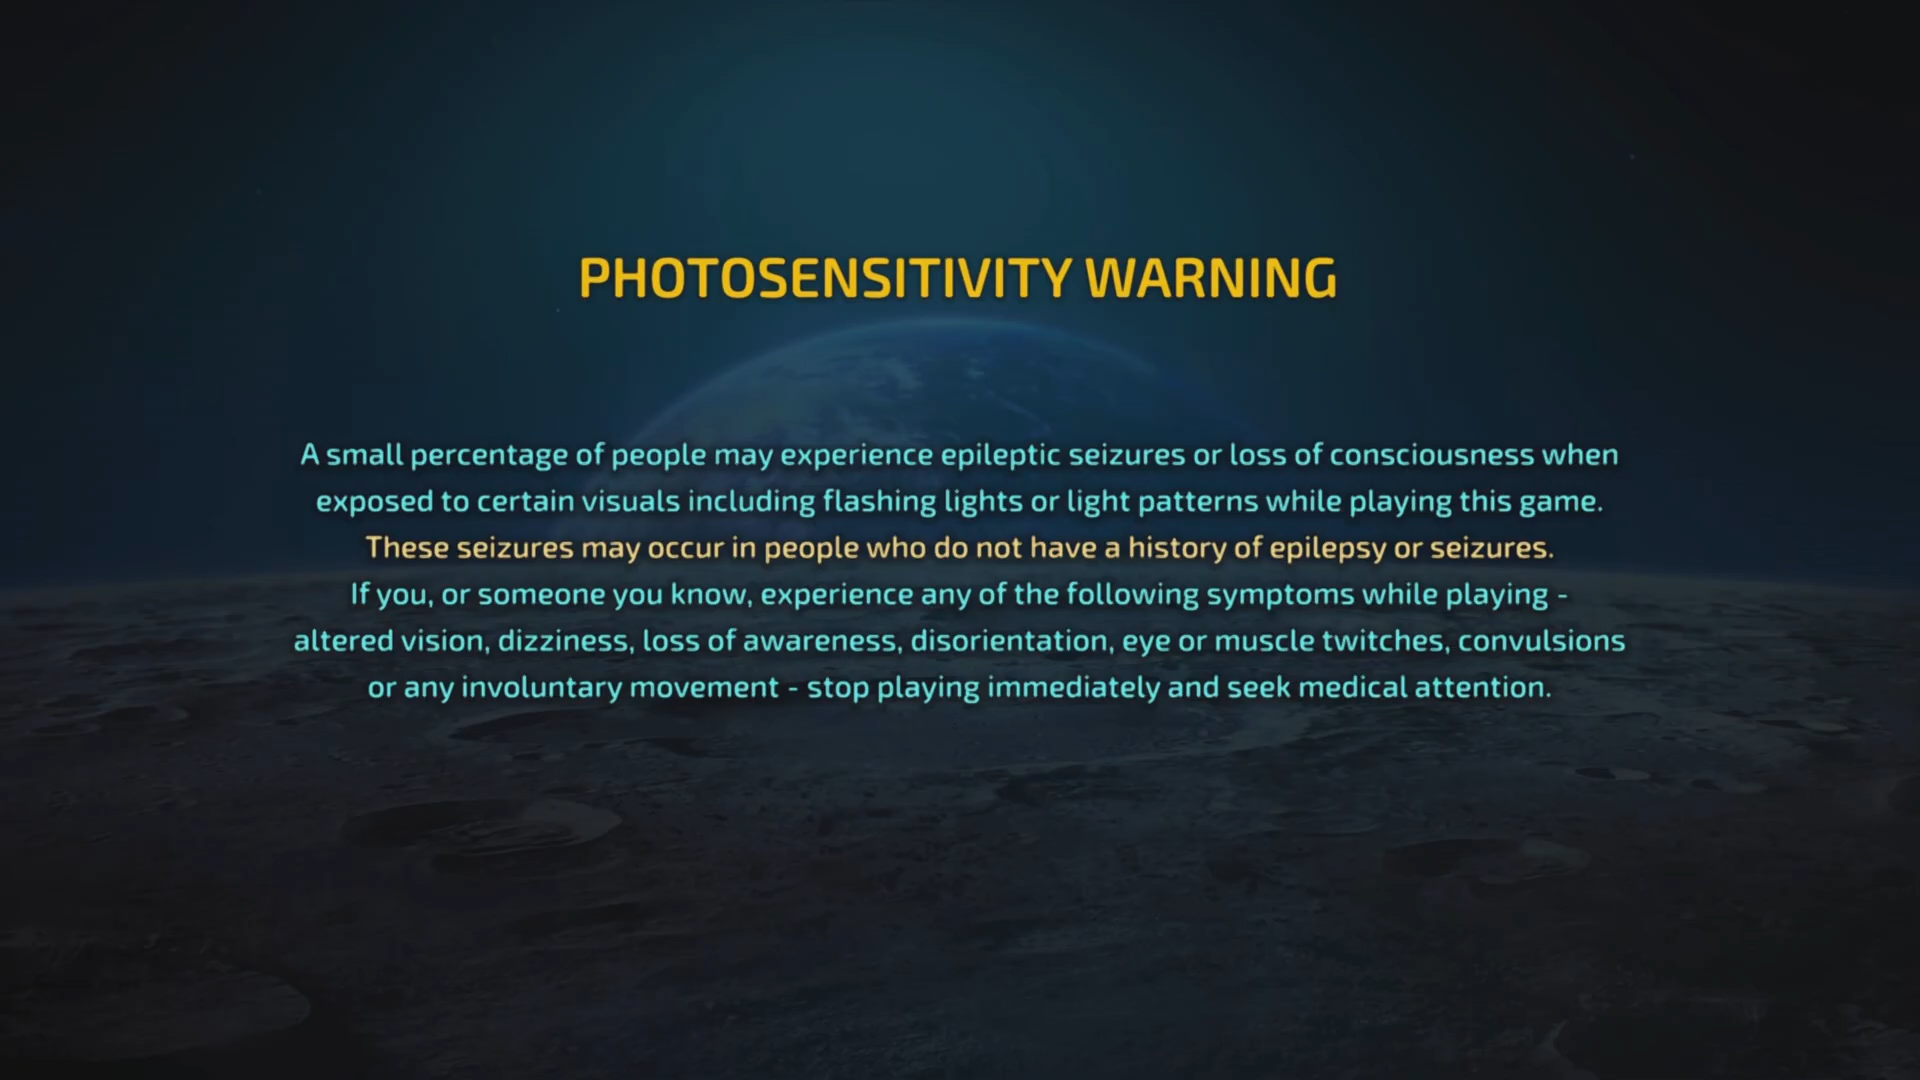 PHOTOSENSITIVITY WARNING
A small percentage of people may experience epileptic seizures or loss of consciousness when
exposed to certain visuals including flashing lights or light patterns while playing this game.
These seizures may occur in people who do not have a history of epilepsy or seizures.
If you, or someone you know, experience any of the following symptoms while playing -
altered vision, dizziness, loss of awareness, disorientation, eye or muscle twitches, convulsions
or any involuntary movement - stop playing immediately and seek medical attention.